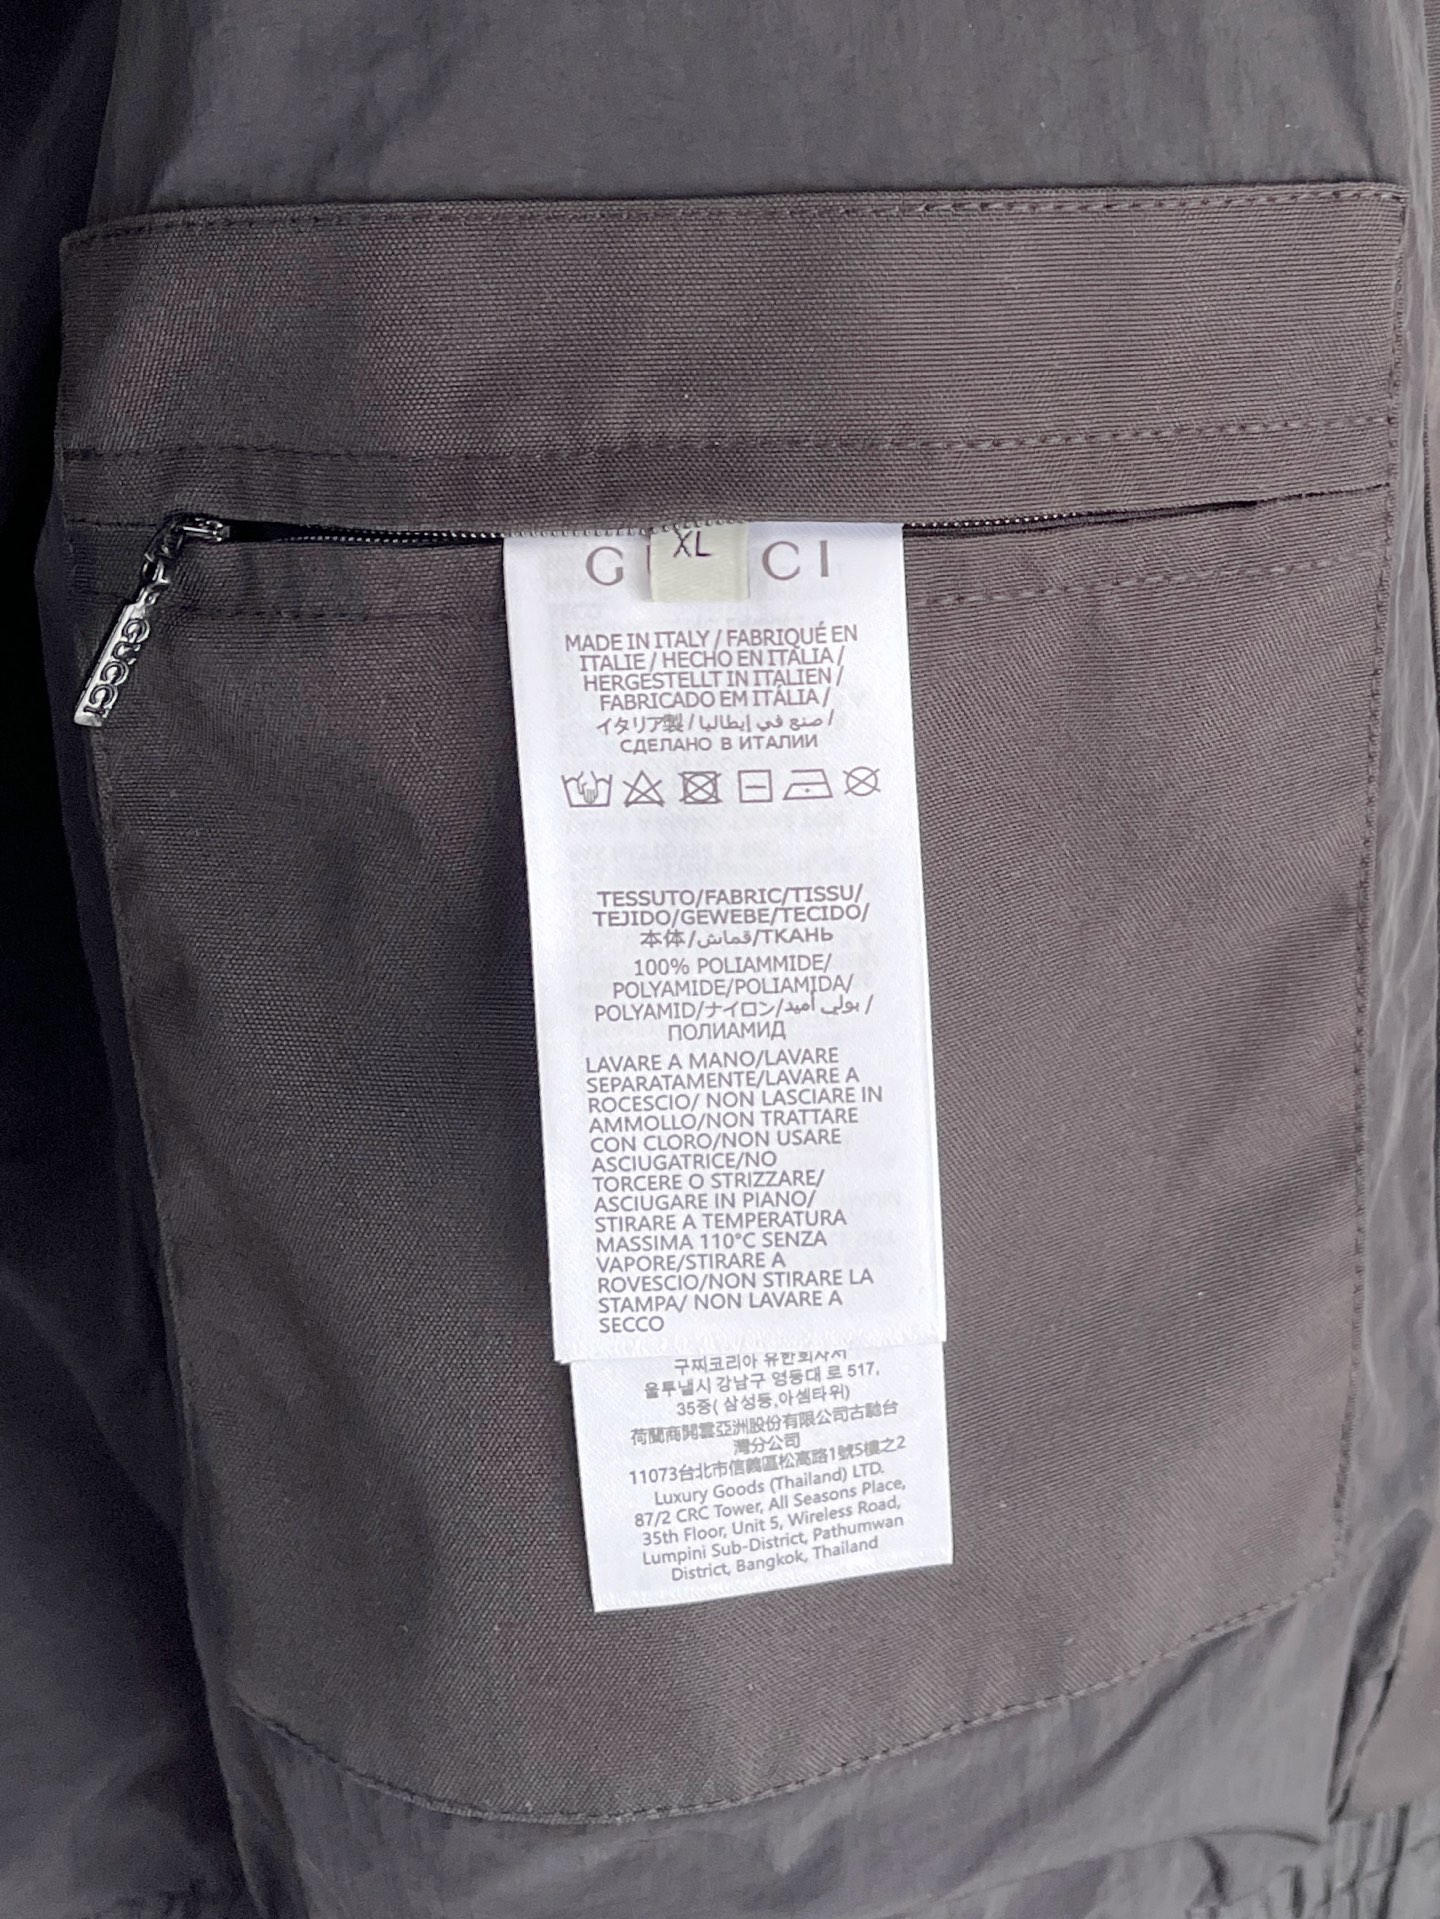 XL
G CCI
MADE IN ITALY / FABRIQUÉ EN
ITALIE / HECHO EN ITALIA /
HERGESTELLT IN ITALIEN /
FABRICADO EM ITÁLIA /
イタリア製 / صنع في إيطاليا /
СДЕЛАНО В ИТАЛИИ
GUCCI
TESSUTO/FABRIC/TISSU/
TEJIDO/GEWEBE/TECIDO/
本体/قماش/ТКАНЬ
100% POLIAMMIDE/
POLYAMIDE/POLIAMIDA/
POLYAMID/ナイロン/بولي أميد /
ПОЛИАМИД
LAVARE A MANO/LAVARE
SEPARATAMENTE/LAVARE A
ROCESCIO/ NON LASCIARE IN
AMMOLLO/NON TRATTARE
CON CLORO/NON USARE
ASCIUGATRICE/NO
TORCERE O STRIZZARE/
ASCIUGARE IN PIANO/
STIRARE A TEMPERATURA
MASSIMA 110°C SENZA
VAPORE/STIRARE A
ROVESCIO/NON STIRARE LA
STAMPA/ NON LAVARE A
SECCO
구찌코리아 유한회사저
울투낼시 강남구 영등대 로 517,
35중( 삼성등,아셈타위)
荷蘭商開雲亞洲股份有限公司古馳台
灣分公司
11073台北市信義區松高路1號5樓之2
Luxury Goods (Thailand) LTD.
87/2 CRC Tower, All Seasons Place,
35th Floor, Unit 5, Wireless Road,
Lumpini Sub-District, Pathumwan
District, Bangkok, Thailand